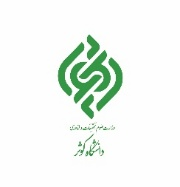 وزارت علوم تحقیقات و فناوری
دانشگاه کوثر